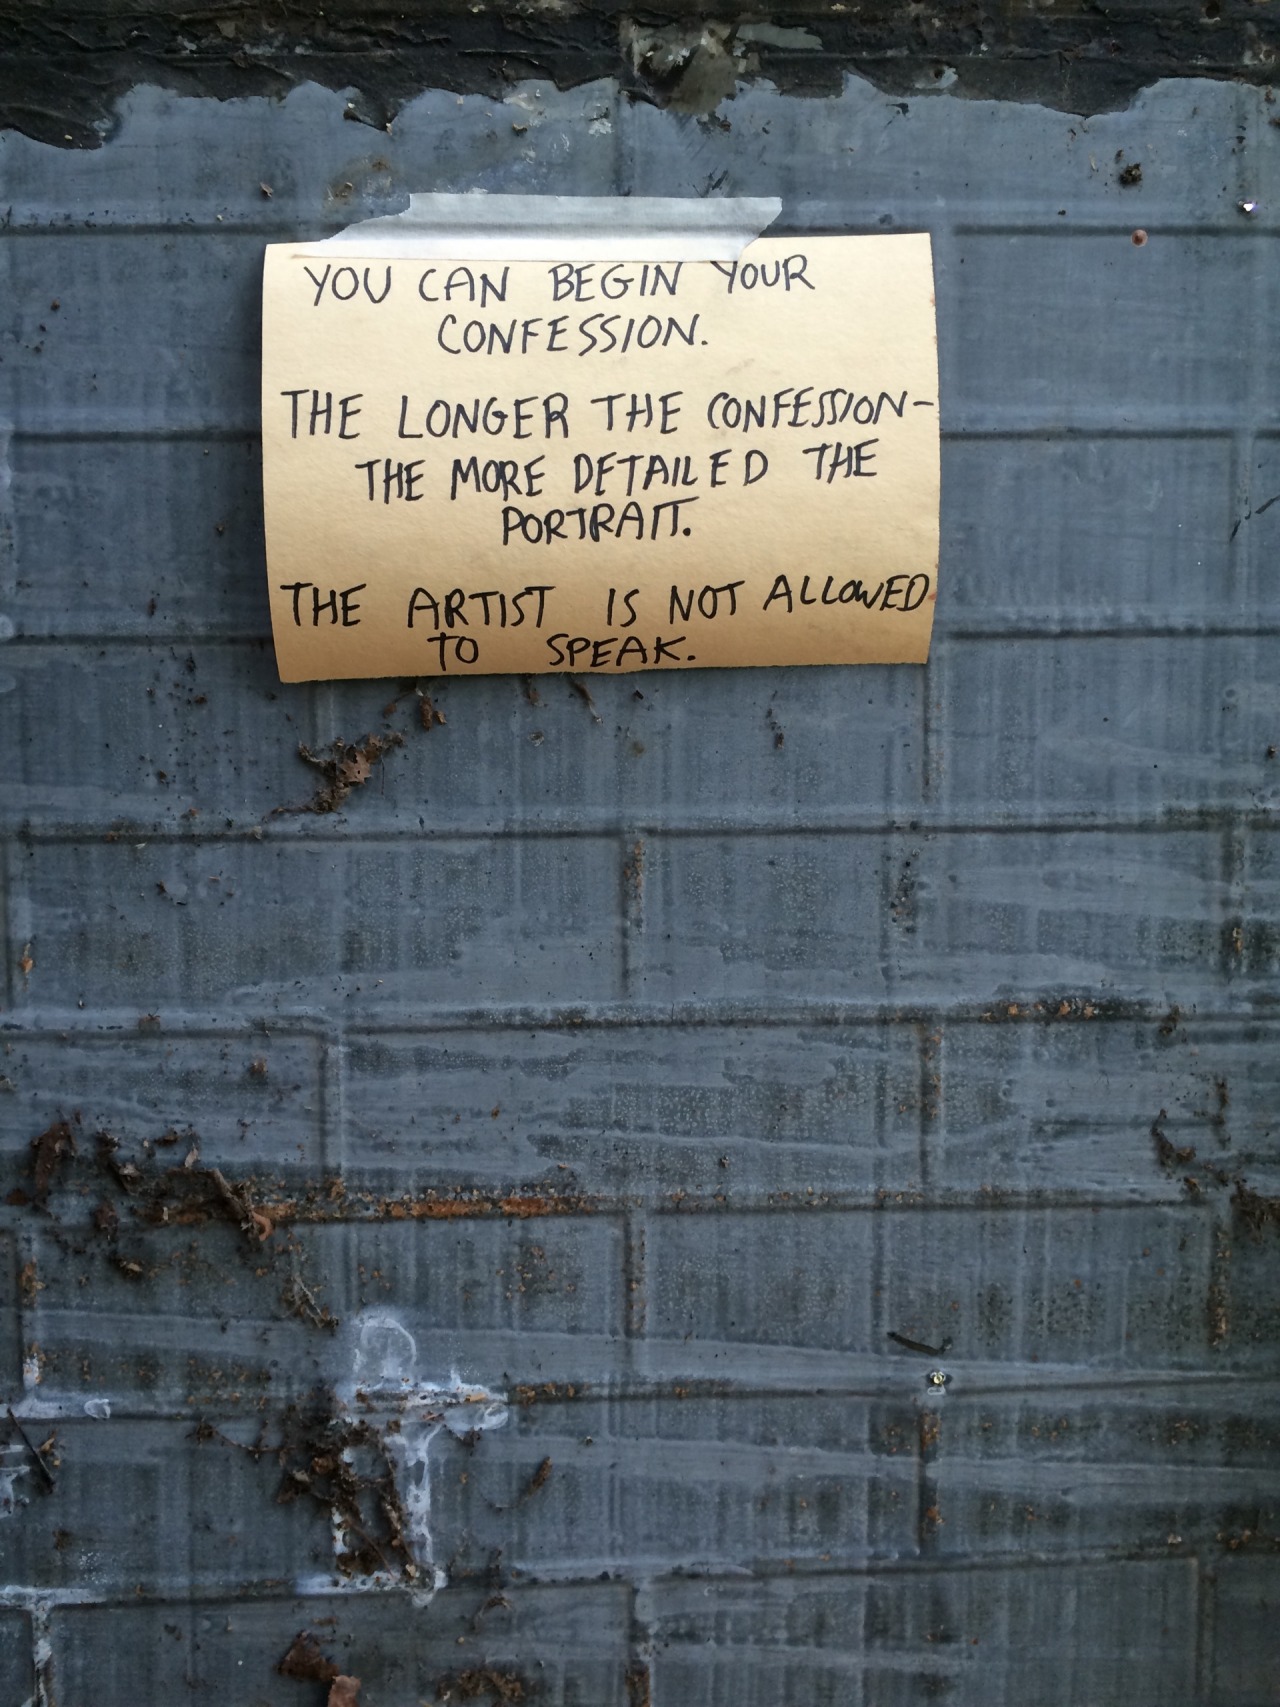 YOU CAN BEGIN YOUR
CONFESSION.
THE LONGER THE CONFESSION-
THE MORE DETAILED THE
PORTRAIT.
THE ARTIST IS NOT ALLOWED
TO SPEAK.